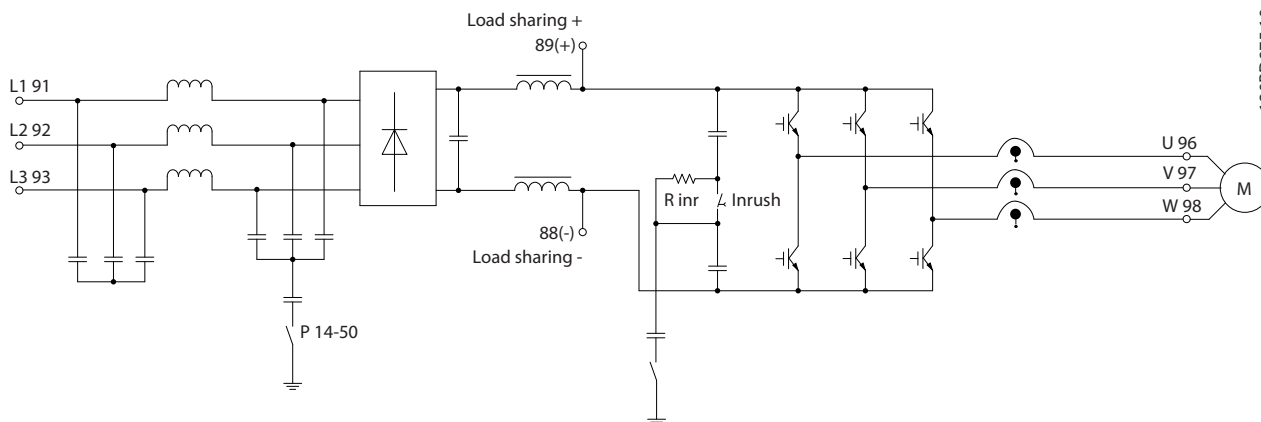 Load sharing +
89(+)
L1 91
L2 92
L3 93
U 96
V 97
W 98
M
R inr
Inrush
88(-)
Load sharing -
P 14-50